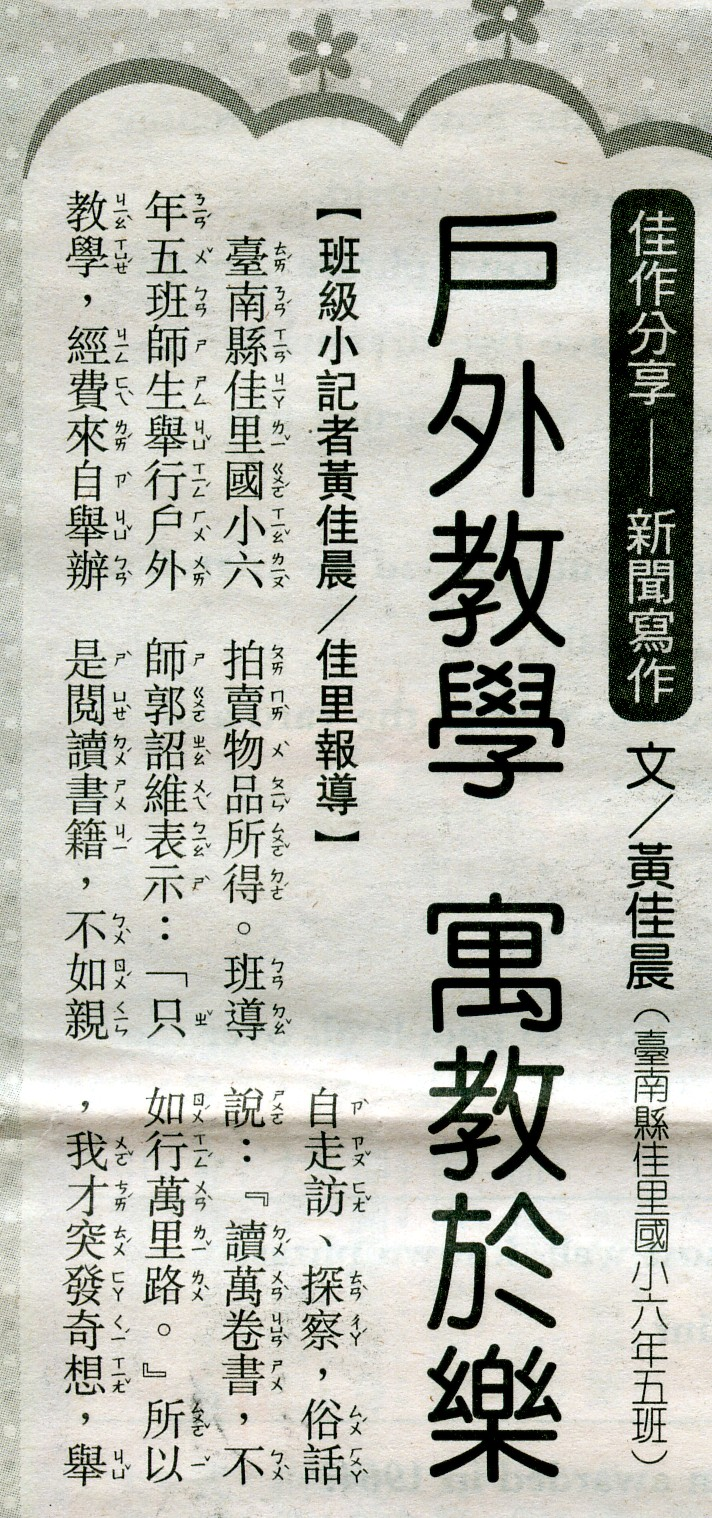 佳作分享——新聞寫作
文／黃佳晨（臺南縣佳里國小六年五班）
戶外教學 寓教於樂
【班級小記者黃佳晨／佳里報導】
臺南縣佳里國小六
年五班師生舉行戶外
教學，經費來自舉辦
拍賣物品所得。班導
師郭詔維表示：「只
是閱讀書籍，不如親
自走訪、探察，俗話
說：『讀萬卷書，不
如行萬里路。』所以
，我才突發奇想，舉